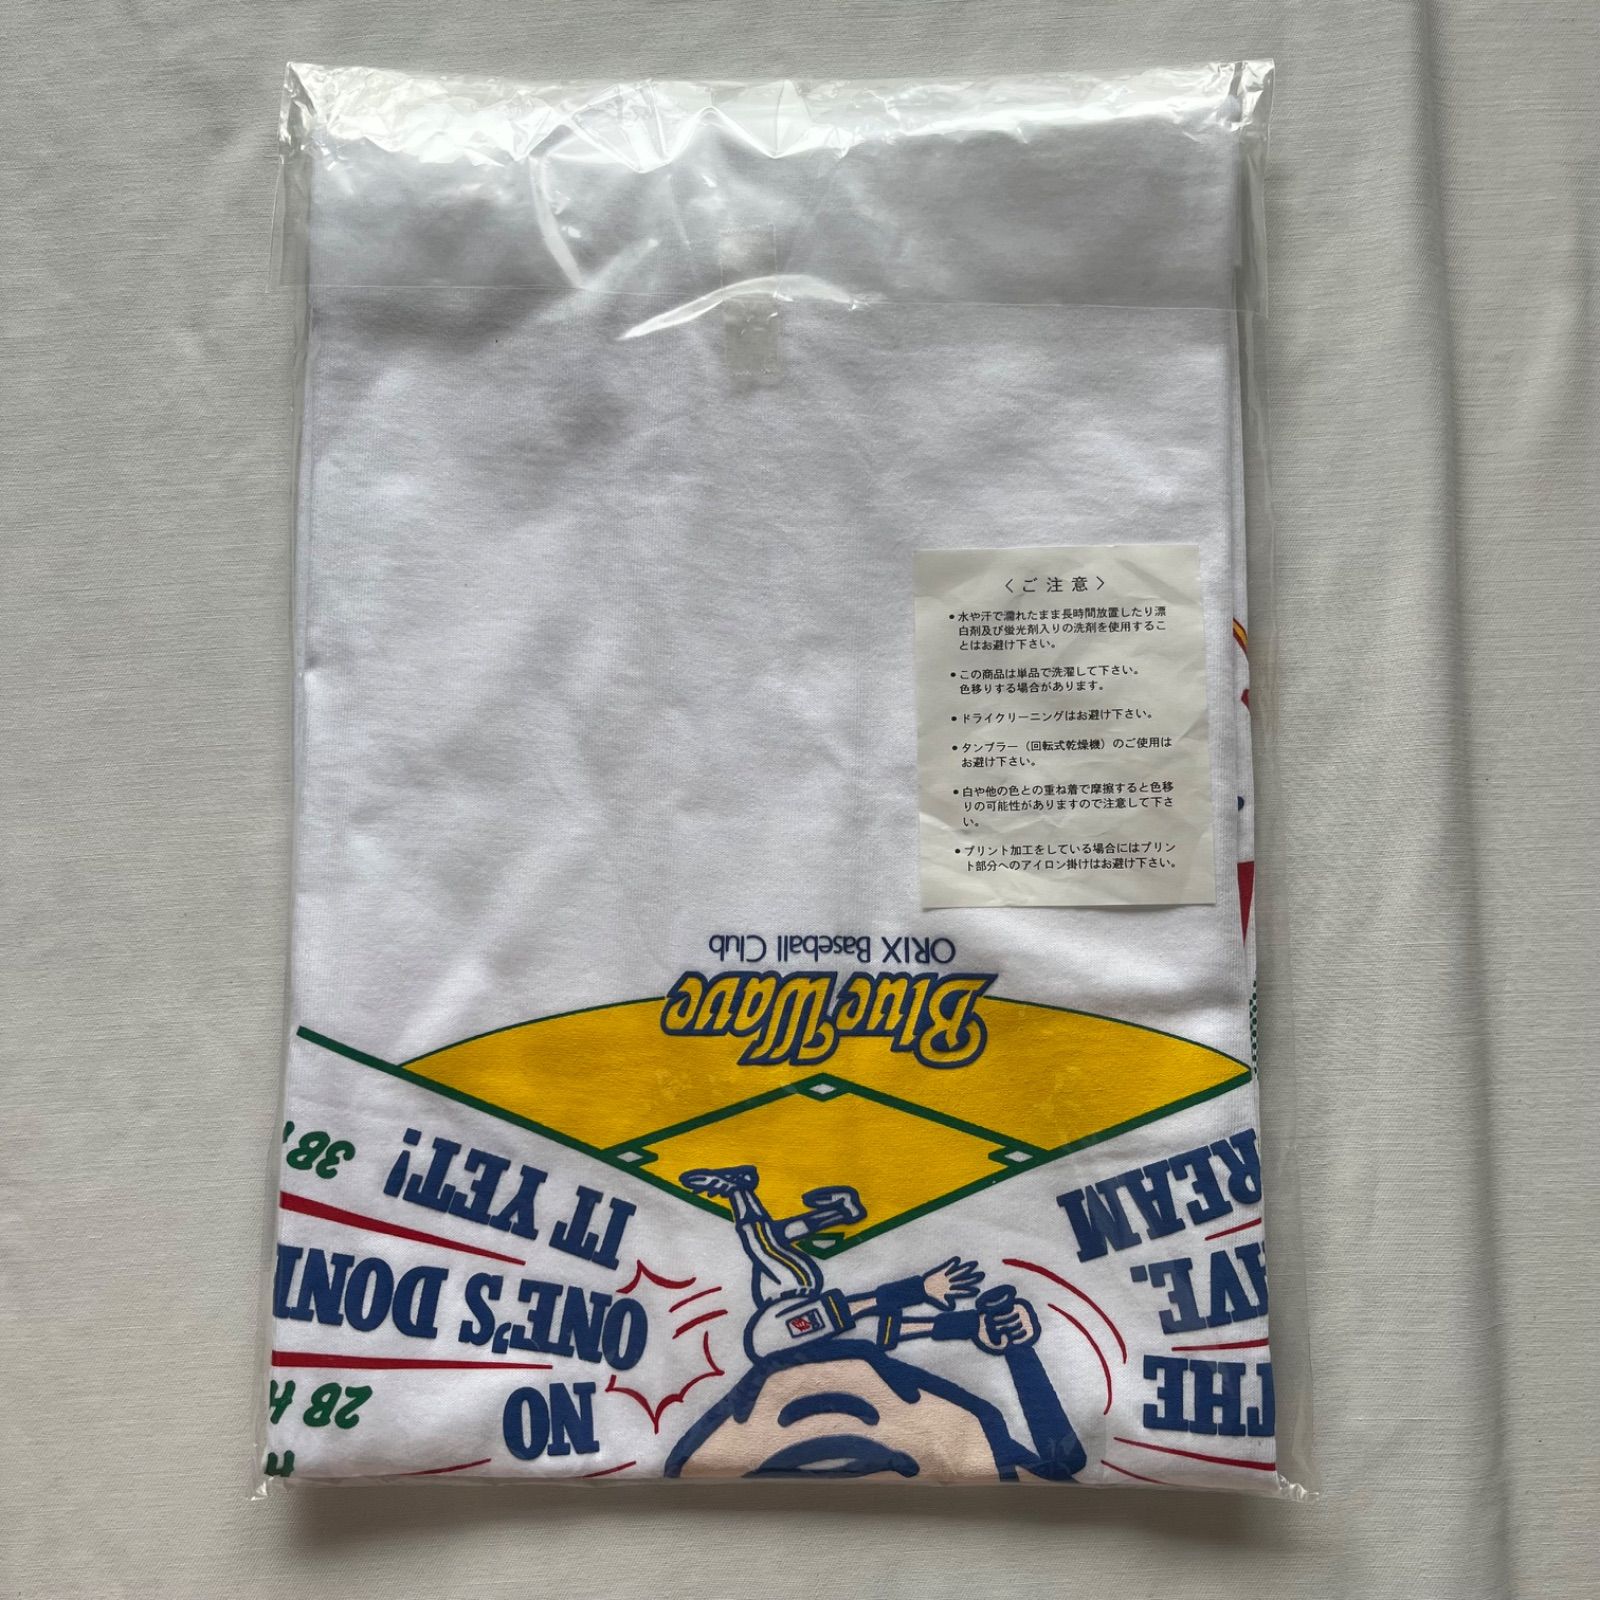 〈ご注意〉
●水や汗で濡れたまま長時間放置したり漂
白剤及び蛍光剤入りの洗剤を使用するこ
とはお避け下さい。
●この商品は単品で洗濯して下さい。
色移りする場合があります。
●ドライクリーニングはお避け下さい。
●タンブラー（回転式乾燥機）のご使用は
お避け下さい。
●白や他の色との重ね着で摩擦すると色移
りの可能性がありますので注意して下さ
い。
●プリント加工をしている場合にはプリン
ト部分へのアイロン掛けはお避け下さい。
THE
NO
2B
ONE'S DON
IT YET!
3B
BlueWave
ORIX Baseball Club